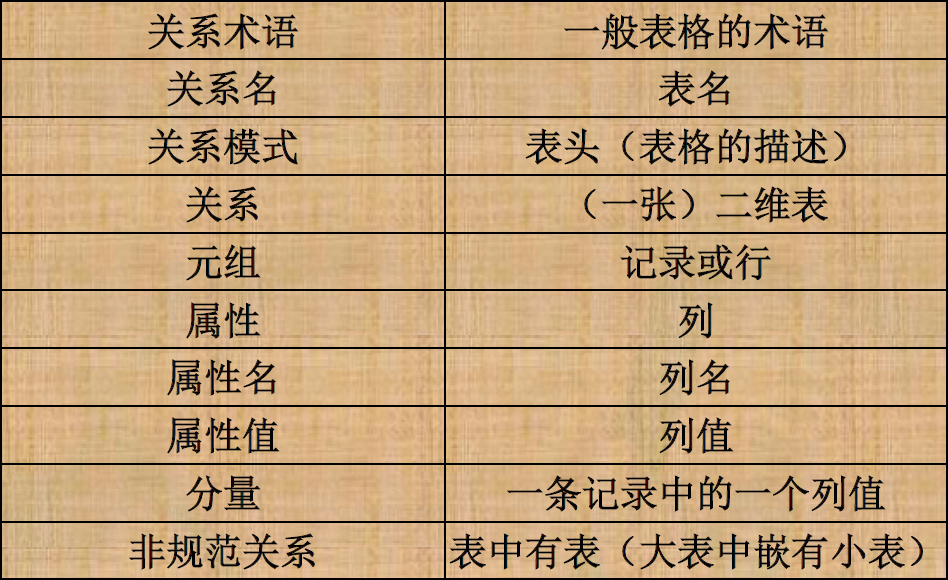 关系术语 一般表格的术语
关系名 表名
关系模式 表头（表格的描述）
关系 （一张）二维表
元组 记录或行
属性 列
属性名 列名
属性值 列值
分量 一条记录中的一个列值
非规范关系 表中有表（大表中嵌有小表）